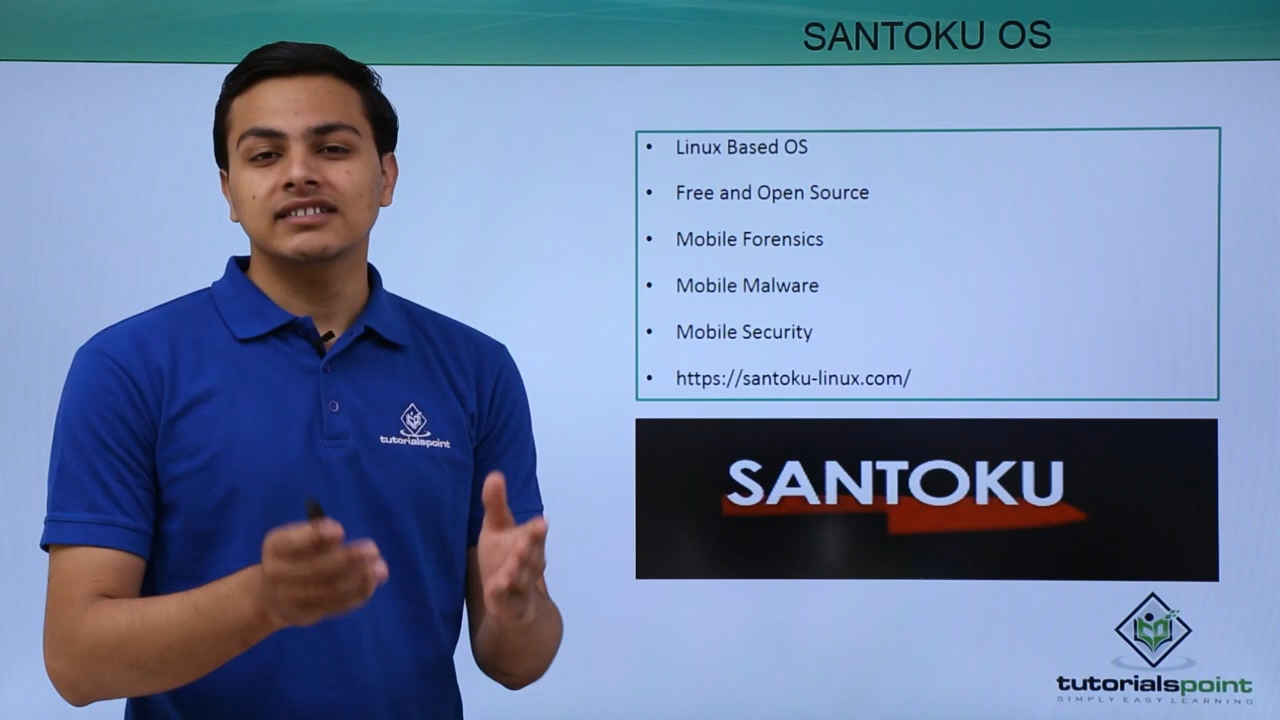 SANTOKU OS
• Linux Based OS
• Free and Open Source
• Mobile Forensics
• Mobile Malware
• Mobile Security
• https://santoku-linux.com/
SANTOKU
tutorialspoint
tutorialspoint
SIMPLY EASY LEARNING